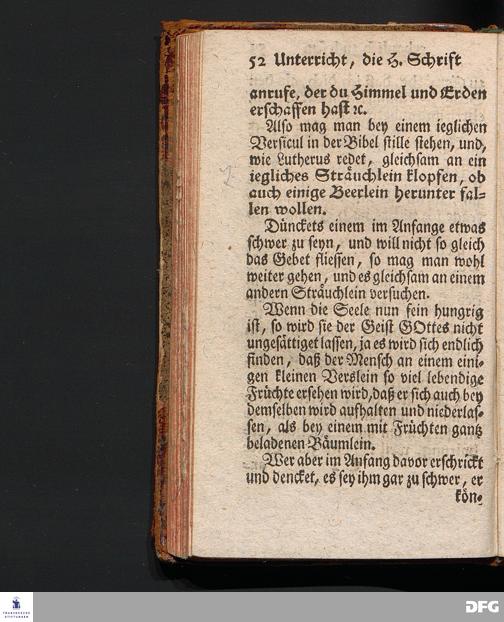 52 Unterricht, die H. Schrift
anrufe, der du Himmel und Erden
erschaffen hast ꝛc.
Also mag man bey einem ieglichen
Versicul in der Bibel stille stehen, und,
wie Lutherus redet, gleichsam an ein
iegliches Sträuchlein klopfen, ob
auch einige Beerlein herunter fal-
len wollen.
Dünckets einem im Anfange etwas
schwer zu seyn, und will nicht so gleich
das Gebet fliessen, so mag man wohl
weiter gehen, und es gleichsam an einem
andern Sträuchlein versuchen.
Wenn die Seele nun fein hungrig
ist, so wird sie der Geist GOttes nicht
ungesättiget lassen, ja es wird sich endlich
finden, daß der Mensch an einem eini-
gen kleinen Verslein so viel lebendige
Früchte ersehen wird, daß er sich auch bey
demselben wird aufhalten und niederlas-
sen, als bey einem mit Früchten gantz
beladenen Bäumlein.
Wer aber im Anfang davor erschrickt
und dencket, es sey ihm gar zu schwer, er
kön-
FRANCKESCHE
STIFTUNGEN
DFG